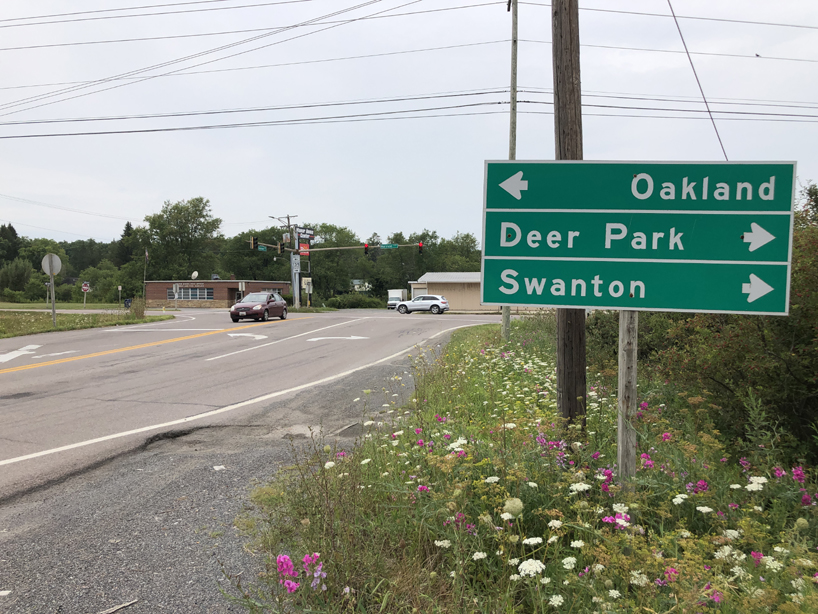 Oakland
Deer Park
Swanton